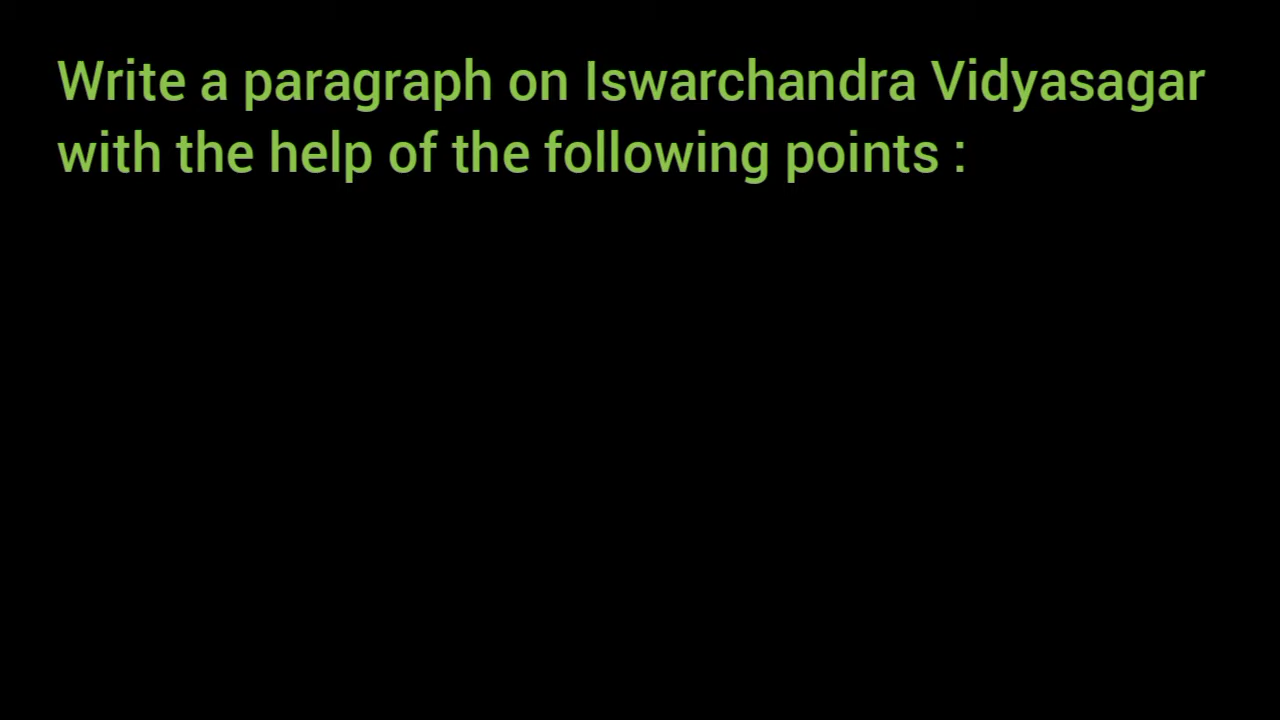 Write a paragraph on Iswarchandra Vidyasagar
with the help of the following points :